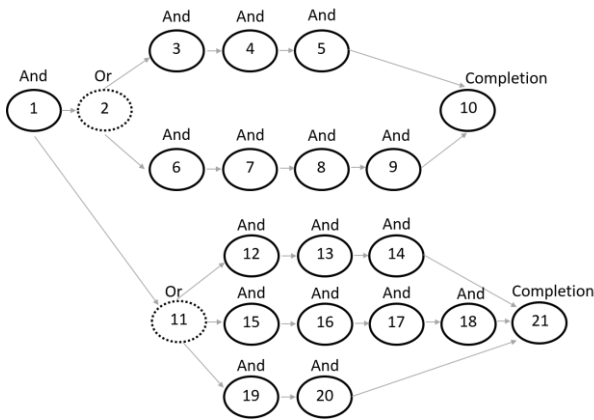 And And And
3 4 5
And Or Completion
1 2 10
And And And And
6 7 8 9
And And And
12 13 14
Or And And And And Completion
11 15 16 17 18 21
And And
19 20